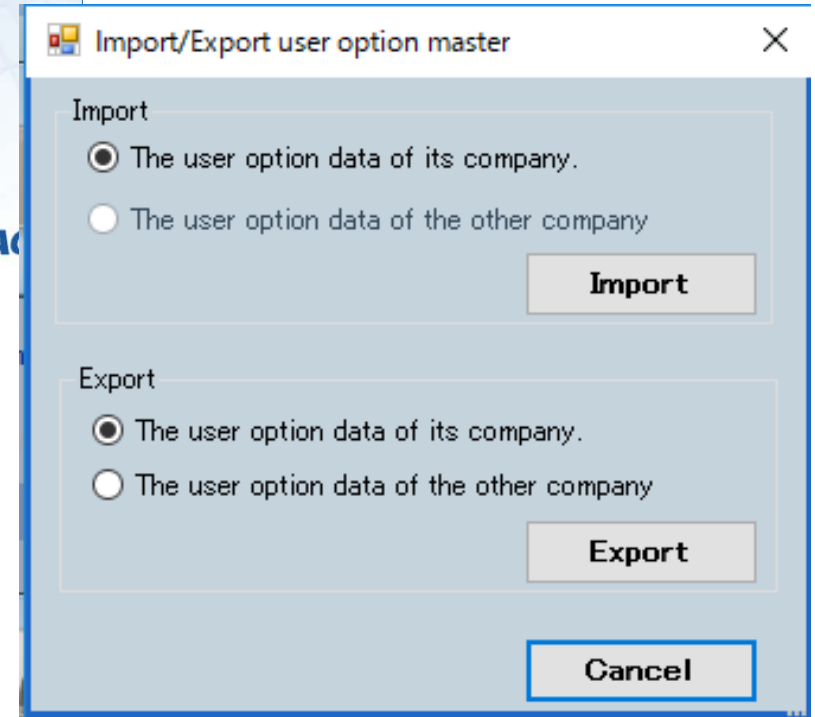 Import/Export user option master
Import
The user option data of its company.
The user option data of the other company
Import
Export
The user option data of its company.
The user option data of the other company
Export
Cancel